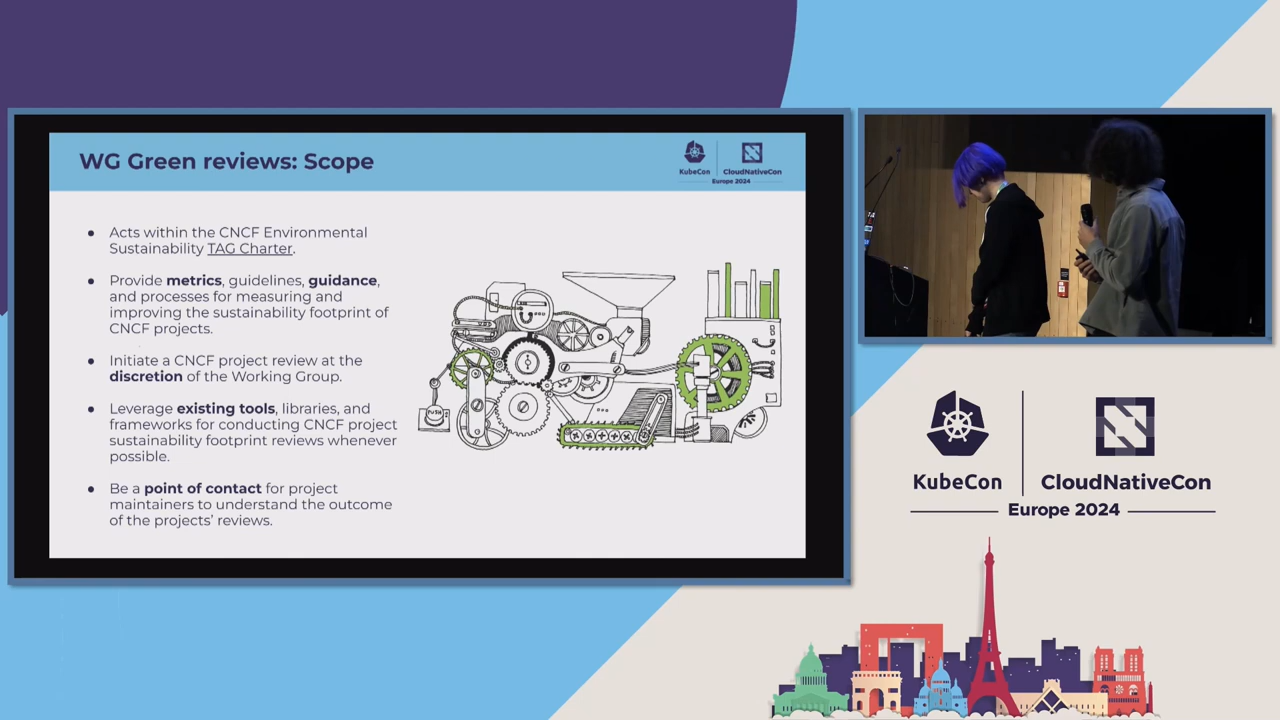 WG Green reviews: Scope
KubeCon
CloudNativeCon
Europe 2024
● Acts within the CNCF Environmental
Sustainability TAG Charter.
● Provide metrics, guidelines, guidance,
and processes for measuring and
improving the sustainability footprint of
CNCF projects.
● Initiate a CNCF project review at the
discretion of the Working Group.
● Leverage existing tools, libraries, and
frameworks for conducting CNCF project
sustainability footprint reviews whenever
possible.
● Be a point of contact for project
maintainers to understand the outcome
of the projects' reviews.
KubeCon
CloudNativeCon
Europe 2024